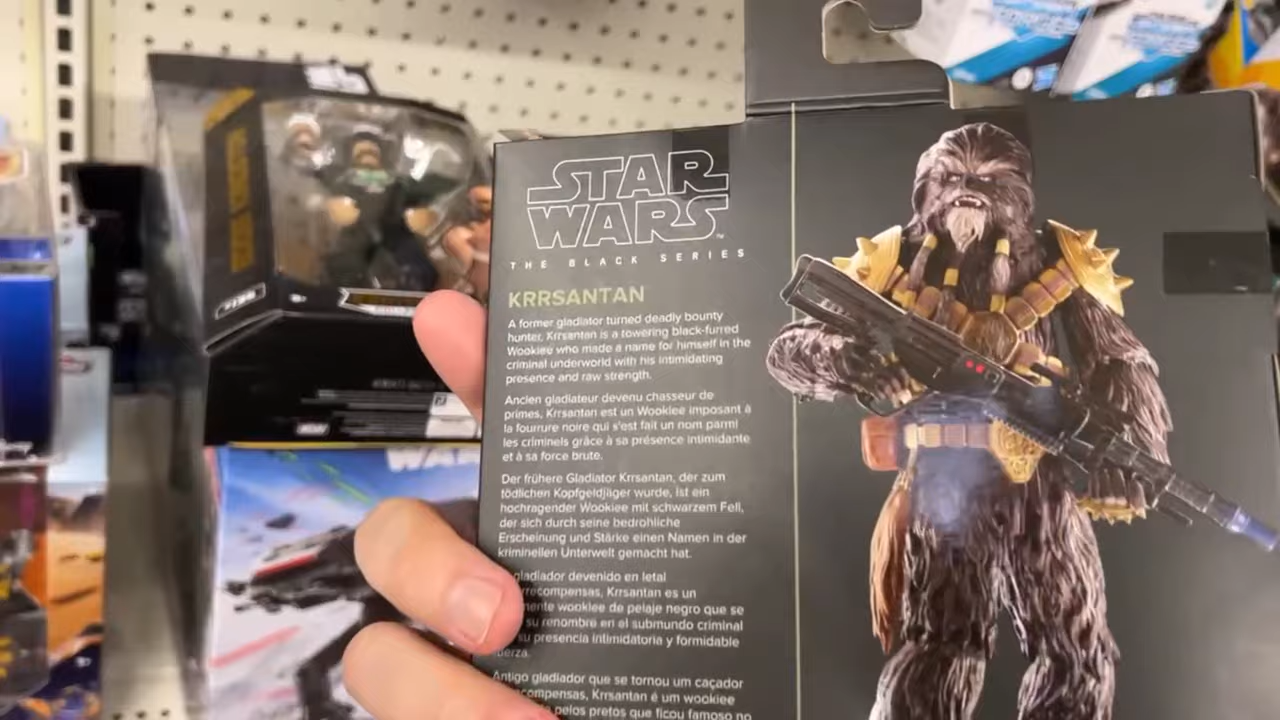 STAR
WARS
THE BLACK SERIES
KRRSANTAN
A former gladiator turned deadly bounty
hunter, Krrsantan is a towering black-furred
Wookiee who made a name for himself in the
criminal underworld with his intimidating
presence and raw strength.
Ancien gladiateur devenu chasseur de
primes, Krrsantan est un Wookiee imposant à
la fourrure noire qui s'est fait un nom parmi
les criminels grâce à sa présence intimidante
et à sa force brute.
Der frühere Gladiator Krrsantan, der zum
tödlichen Kopfgeldjäger wurde, ist ein
hochragender Wookiee mit schwarzem Fell,
der sich durch seine bedrohliche
Erscheinung und Stärke einen Namen in der
kriminellen Unterwelt gemacht hat.
gladiador devenido en letal
rrecompensas, Krrsantan es un
mente wookiee de pelaje negro que se
su renombre en el submundo criminal
su presencia intimidatoria y formidable
uerza.
Antigo gladiador que se tornou um caçador
compensas, Krrsantan é um wookiee
pelos pretos que ficou famoso no